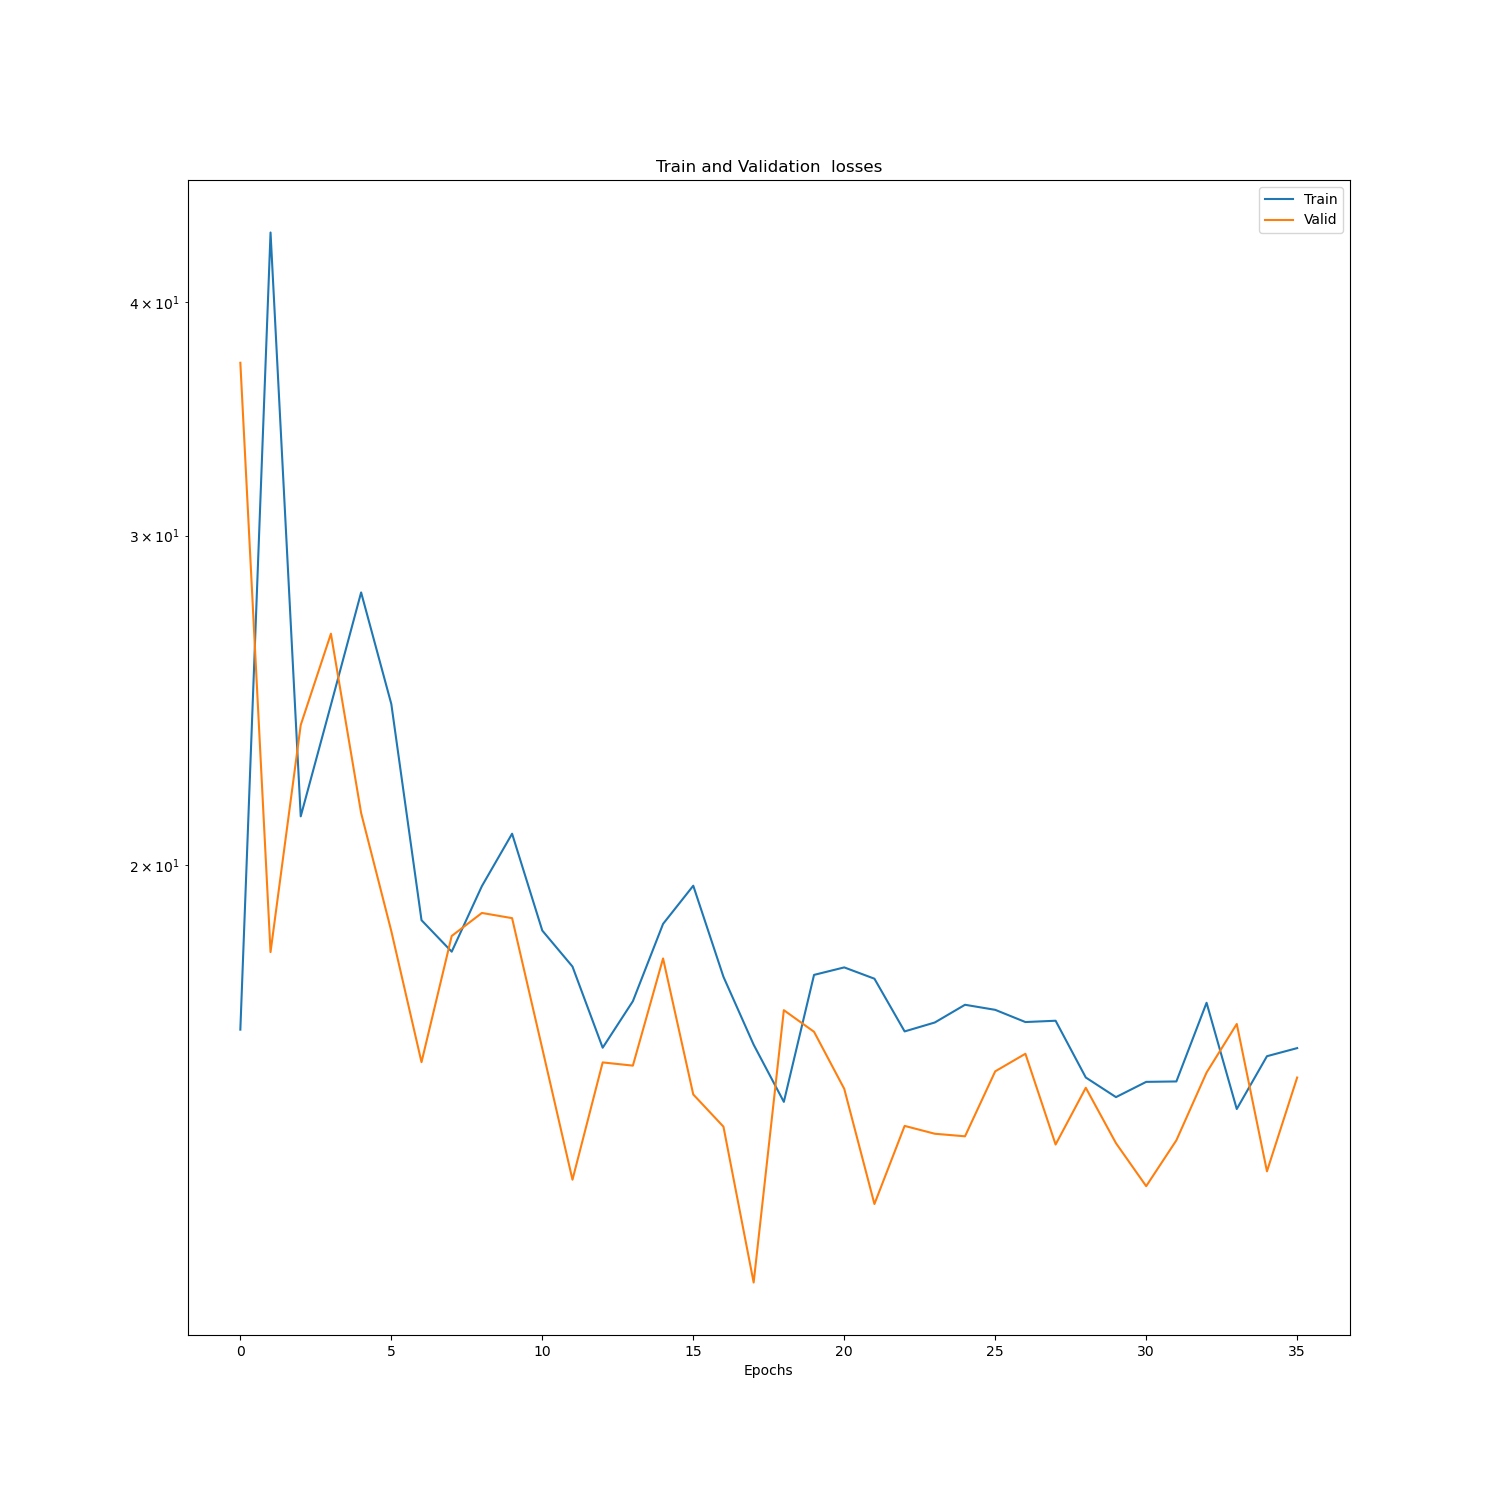 Train and Validation  losses
Train
Valid
4 × 10¹
3 × 10¹
2 × 10¹
0 5 10 15 20 25 30 35
Epochs